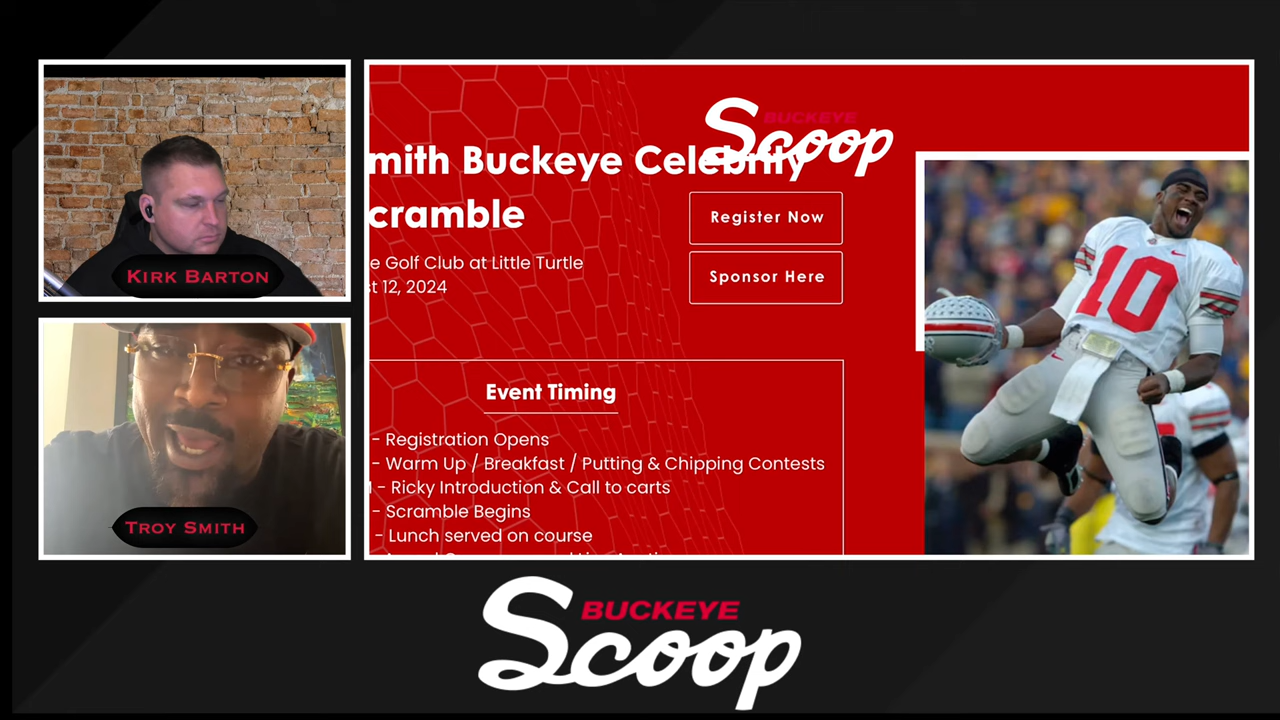 KIRK BARTON
TROY SMITH
BUCKEYE
Scoop
mith Buckeye Celebrity
cramble
e Golf Club at Little Turtle
st 12, 2024
Register Now
Sponsor Here
Event Timing
- Registration Opens
- Warm Up / Breakfast / Putting & Chipping Contests
- Ricky Introduction & Call to carts
- Scramble Begins
- Lunch served on course
10
BUCKEYE
Scoop